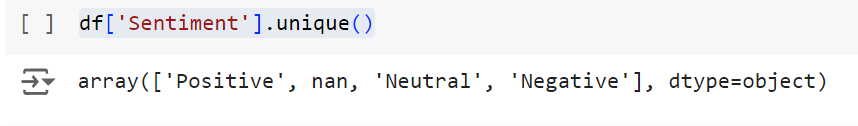 [ ] df['Sentiment'].unique()
array(['Positive', nan, 'Neutral', 'Negative'], dtype=object)